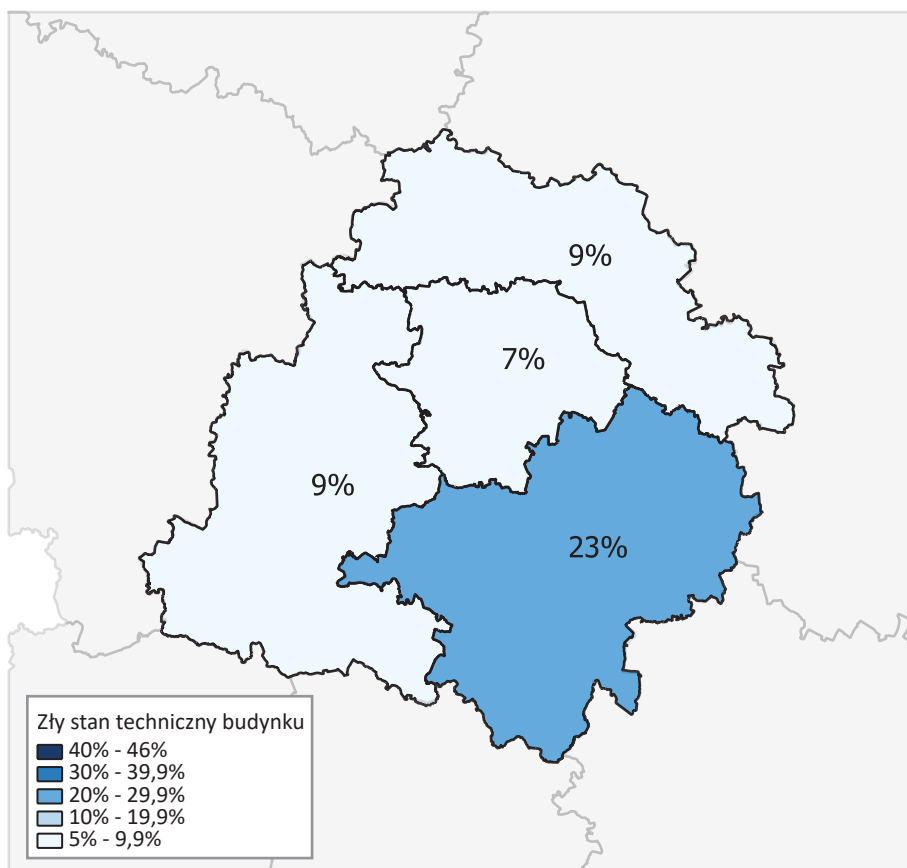 9%
7%
9%
23%
Zły stan techniczny budynku
40% - 46%
30% - 39,9%
20% - 29,9%
10% - 19,9%
5% - 9,9%